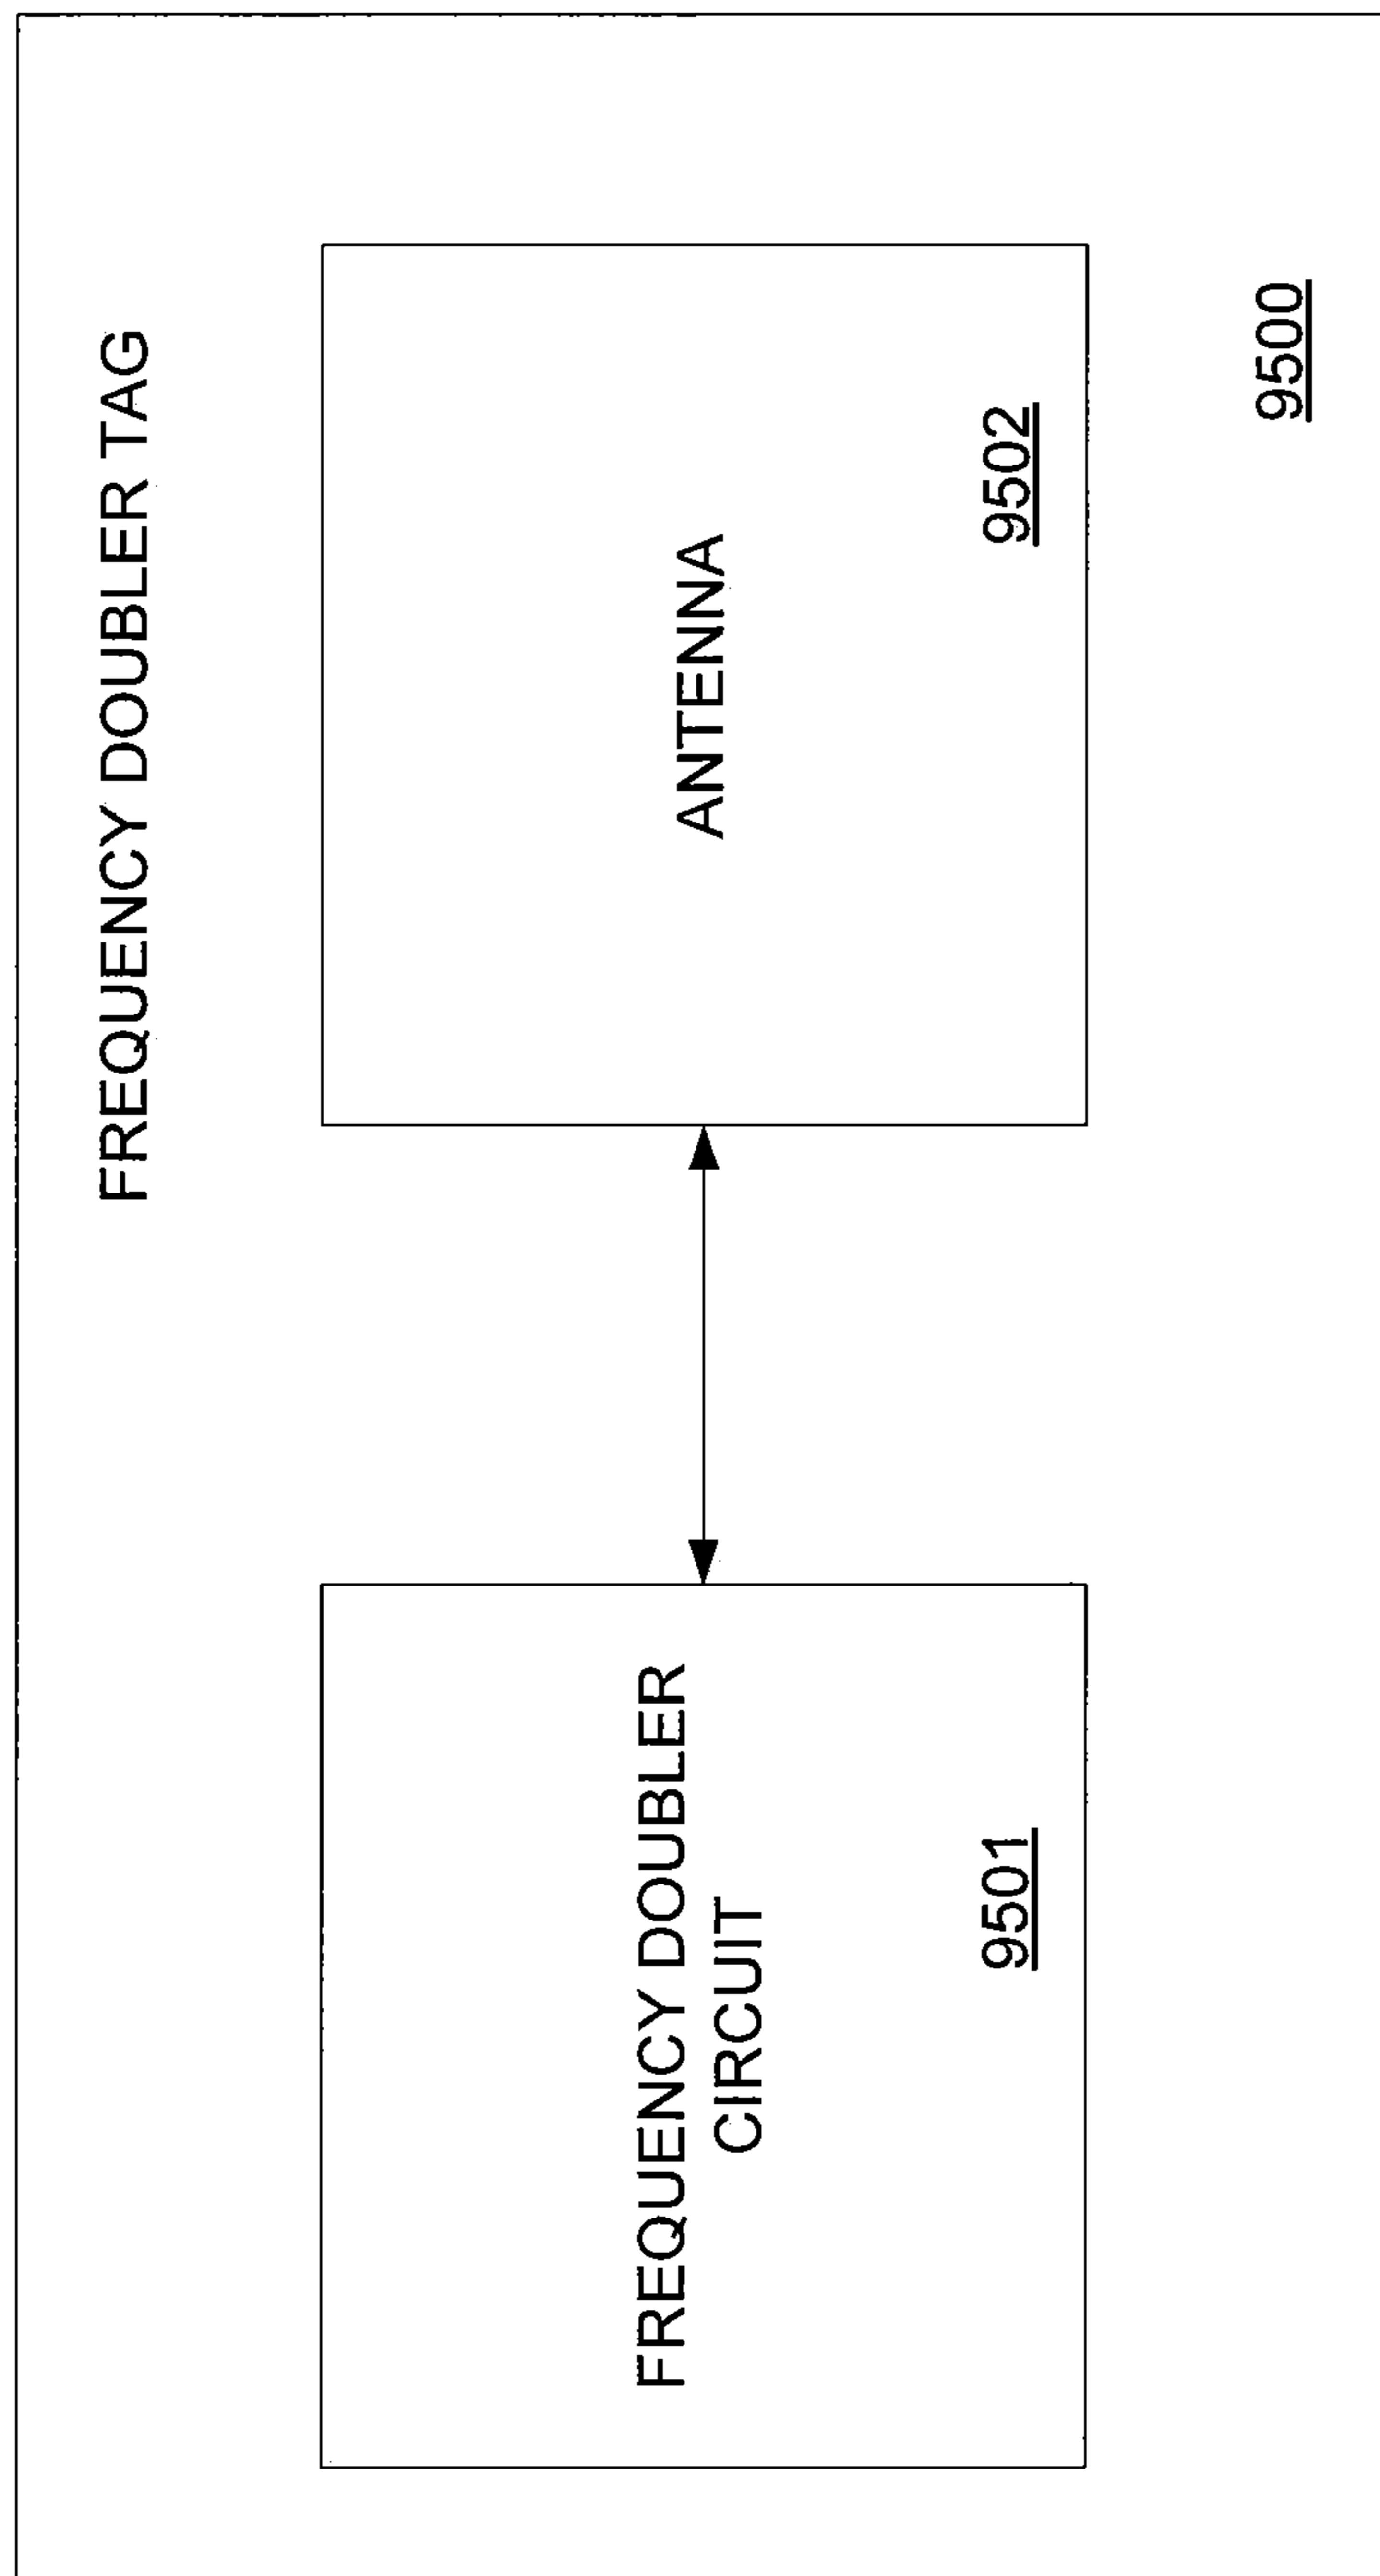 FREQUENCY DOUBLER TAG
FREQUENCY DOUBLER
CIRCUIT
9501
ANTENNA
9502
9500